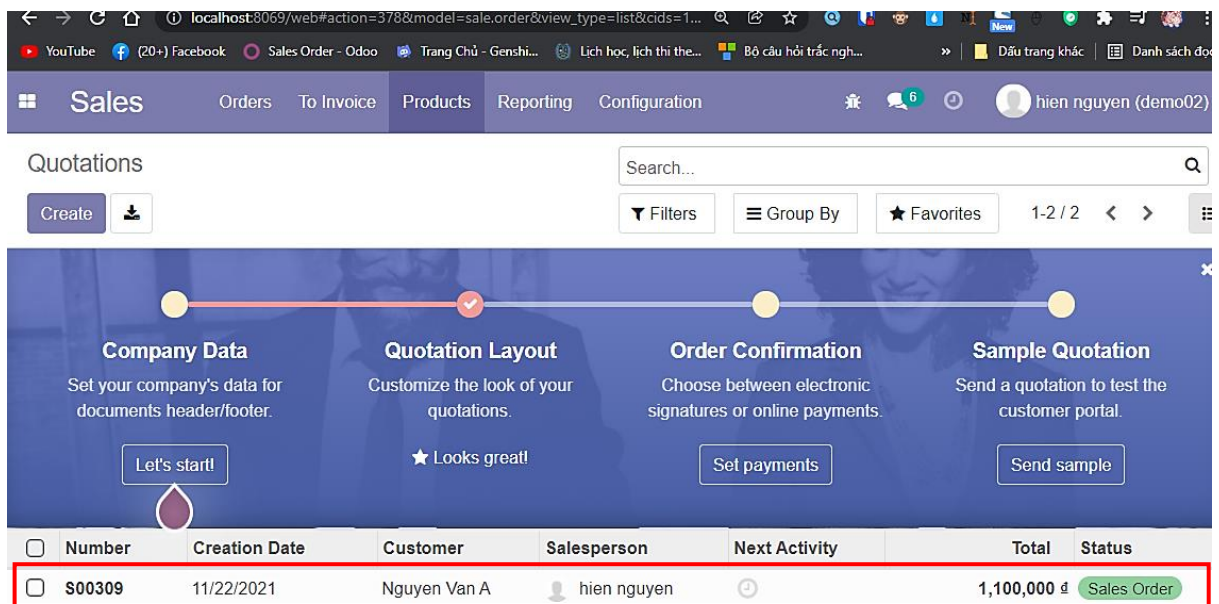 localhost:8069/web#action=378&model=sale.order&view_type=list&cids=1...
New
YouTube (20+) Facebook Sales Order - Odoo Trang Chủ - Genshi... Lịch học, lịch thi the... Bộ câu hỏi trắc ngh... » Dấu trang khác Danh sách đọc
Sales Orders To Invoice Products Reporting Configuration 6 hien nguyen (demo02)
Quotations Search...
Create Filters Group By Favorites 1-2 / 2
Company Data Quotation Layout Order Confirmation Sample Quotation
Set your company's data for Customize the look of your Choose between electronic Send a quotation to test the
documents header/footer. quotations. signatures or online payments. customer portal.
Let's start! Looks great! Set payments Send sample
Number Creation Date Customer Salesperson Next Activity Total Status
S00309 11/22/2021 Nguyen Van A hien nguyen 1,100,000 ₫ Sales Order